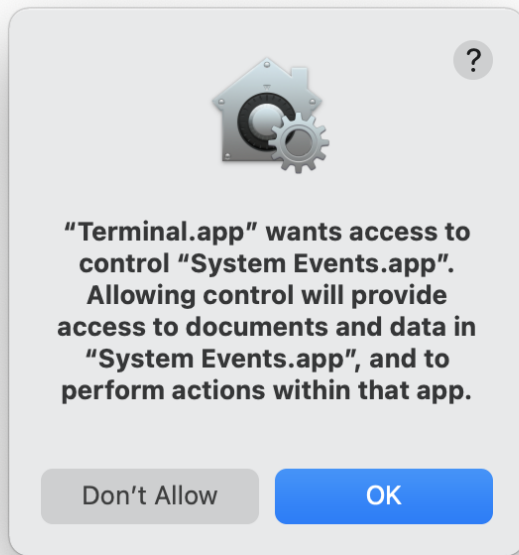 ?
“Terminal.app” wants access to
control “System Events.app”.
Allowing control will provide
access to documents and data in
“System Events.app”, and to
perform actions within that app.
Don’t Allow
OK